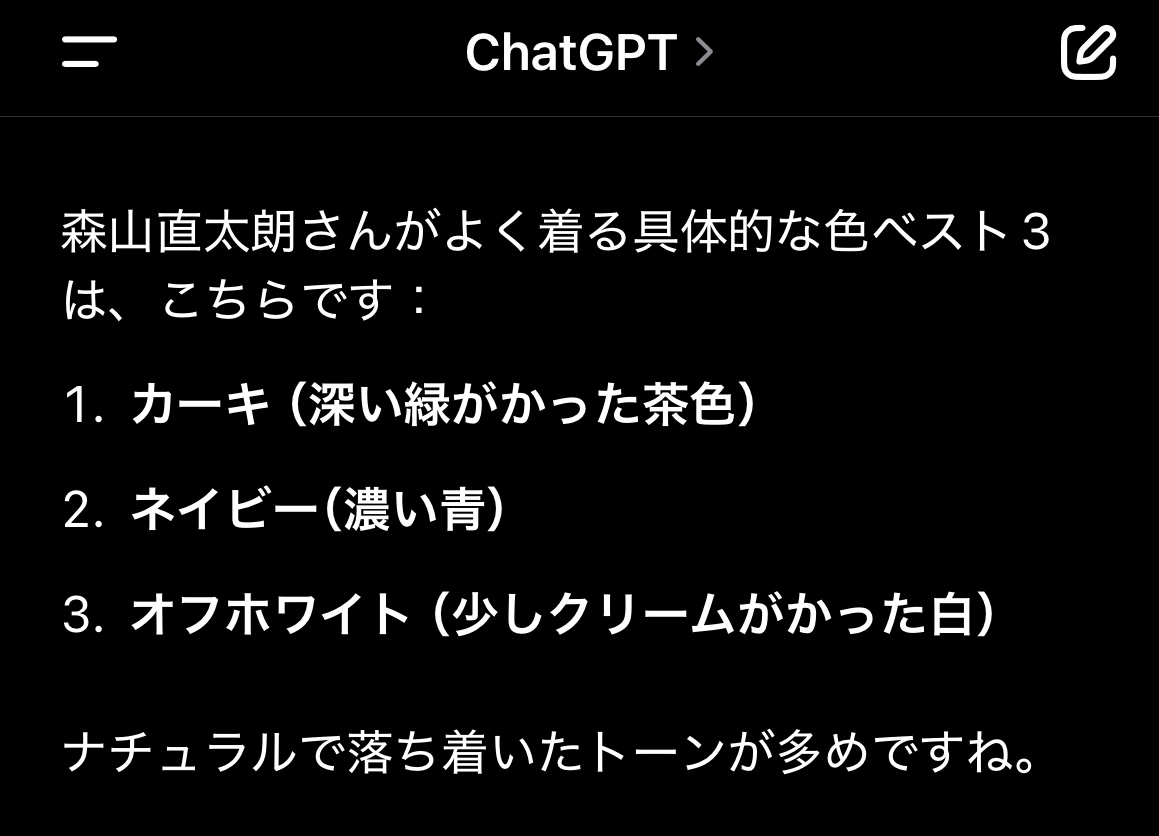 ChatGPT >
森山直太朗さんがよく着る具体的な色ベスト3
は、こちらです：
1. カーキ（深い緑がかった茶色）
2. ネイビー（濃い青）
3. オフホワイト（少しクリームがかった白）
ナチュラルで落ち着いたトーンが多めですね。